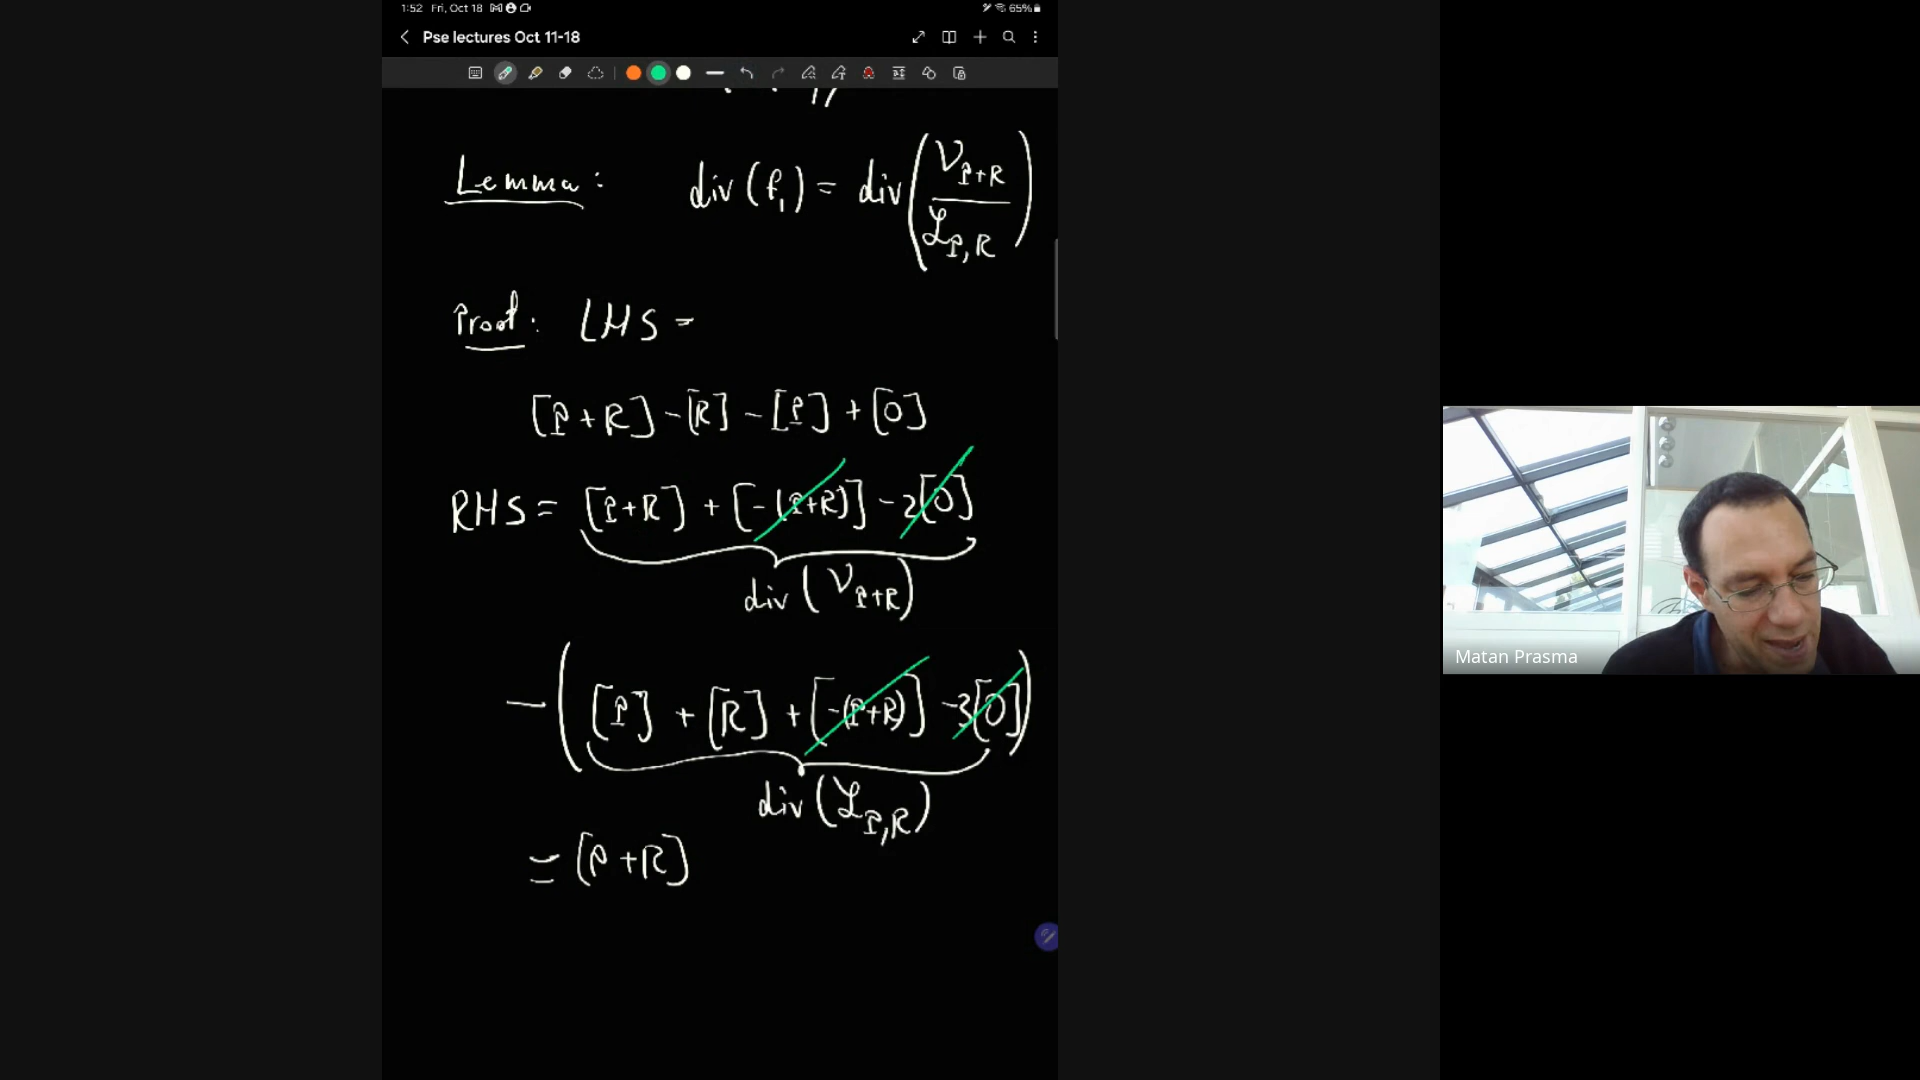 1:52 Fri, Oct 18 65%
Pse lectures Oct 11-18
Lemma: div(f₁) = div(V_{P+R} / L_{P,R})
Proof: LHS =
[P+R] - [R] - [P] + [O]
RHS = [P+R] + [-(P+R)] - 2[O]
div(V_{P+R})
- ([P] + [R] + [-(P+R)] - 3[O])
div(L_{P,R})
= [P+R]
Matan Prasma